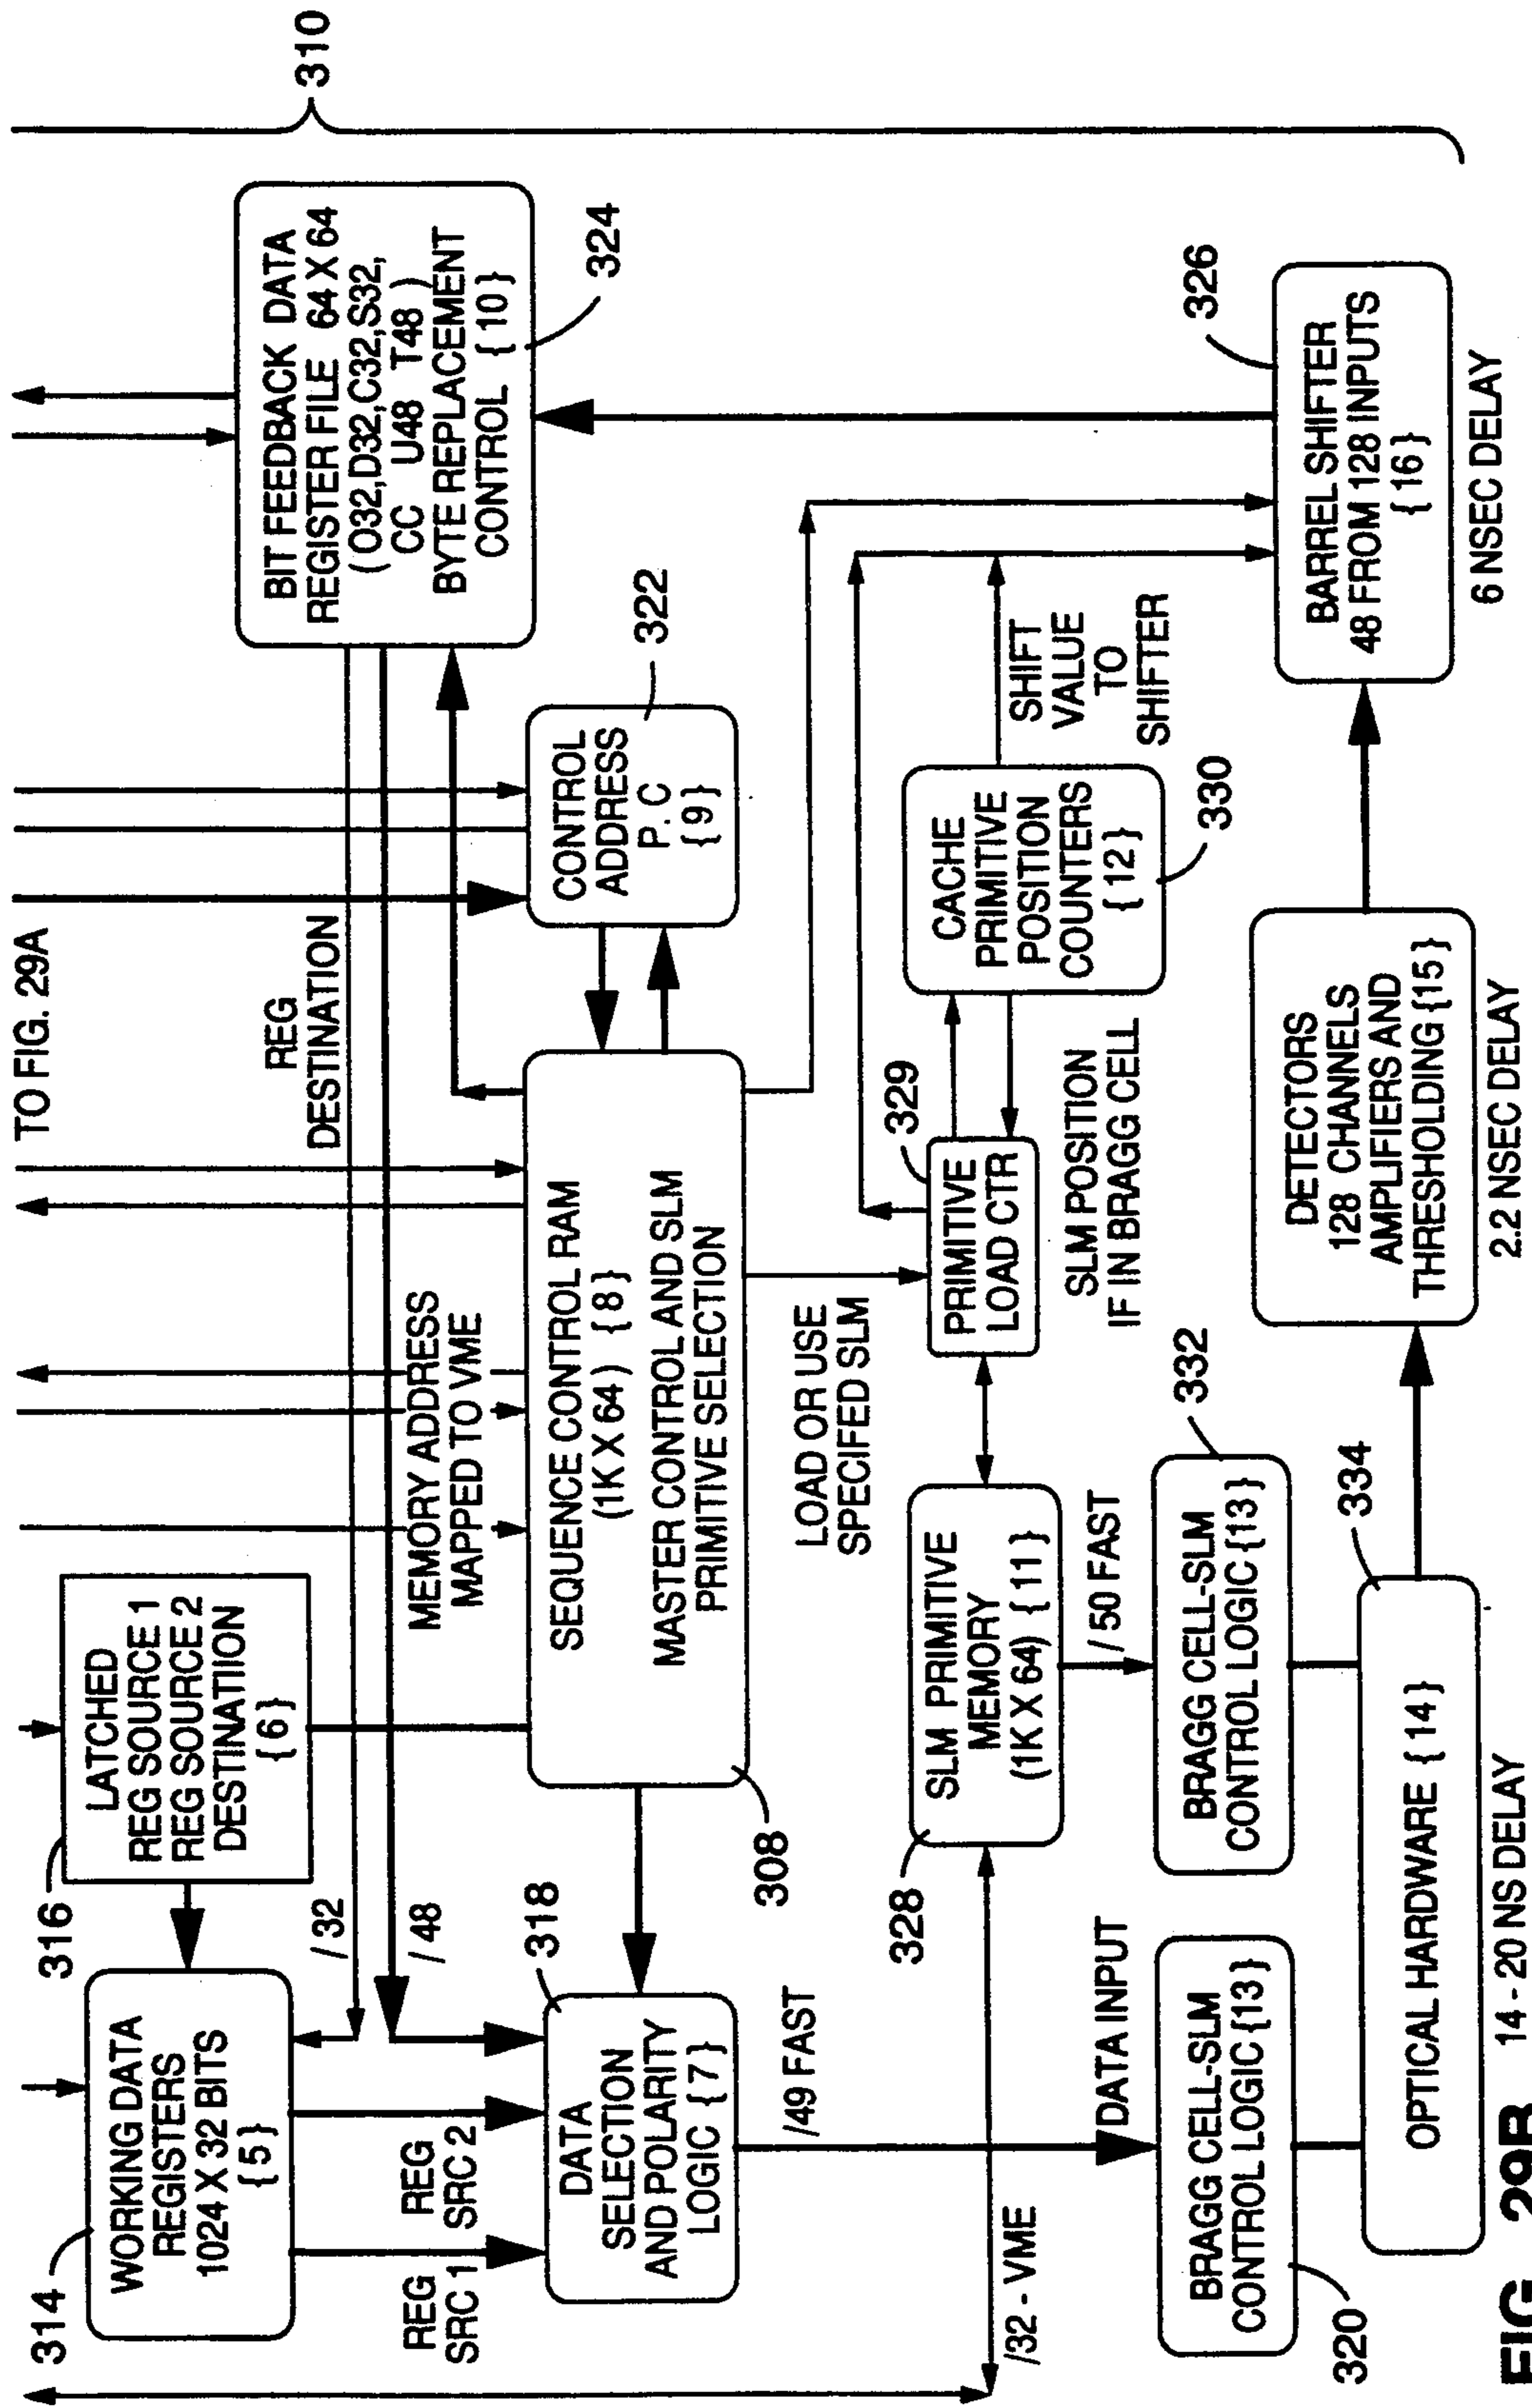 TO FIG. 29A
310
314
WORKING DATA
REGISTERS
1024 X 32 BITS
{ 5 }
316
LATCHED
REG SOURCE 1
REG SOURCE 2
DESTINATION
{ 6 }
REG
DESTINATION
BIT FEEDBACK DATA
REGISTER FILE 64 X 64
( O32,D32,C32,S32,
CC U48 T48 )
BYTE REPLACEMENT
CONTROL { 10 }
324
/ 32
/ 48
MEMORY ADDRESS
MAPPED TO VME
REG
SRC 1
REG
SRC 2
318
DATA
SELECTION
AND POLARITY
LOGIC { 7 }
SEQUENCE CONTROL RAM
(1K X 64 ) { 8 }
MASTER CONTROL AND SLM
PRIMITIVE SELECTION
308
CONTROL
ADDRESS
P. C
{ 9 }
322
/49 FAST
LOAD OR USE
SPECIFED SLM
328
SLM PRIMITIVE
MEMORY
(1K X 64) { 11 }
329
PRIMITIVE
LOAD CTR
CACHE
PRIMITIVE
POSITION
COUNTERS
{ 12 }
330
SHIFT
VALUE
TO
SHIFTER
SLM POSITION
IF IN BRAGG CELL
/32 - VME
DATA INPUT
/ 50 FAST
320
BRAGG CELL-SLM
CONTROL LOGIC {13 }
332
BRAGG CELL-SLM
CONTROL LOGIC {13 }
334
OPTICAL HARDWARE { 14 }
14 - 20 NS DELAY
DETECTORS
128 CHANNELS
AMPLIFIERS AND
THRESHOLDING {15 }
2.2 NSEC DELAY
326
BARREL SHIFTER
48 FROM 128 INPUTS
{ 16 }
6 NSEC DELAY
FIG. 29B